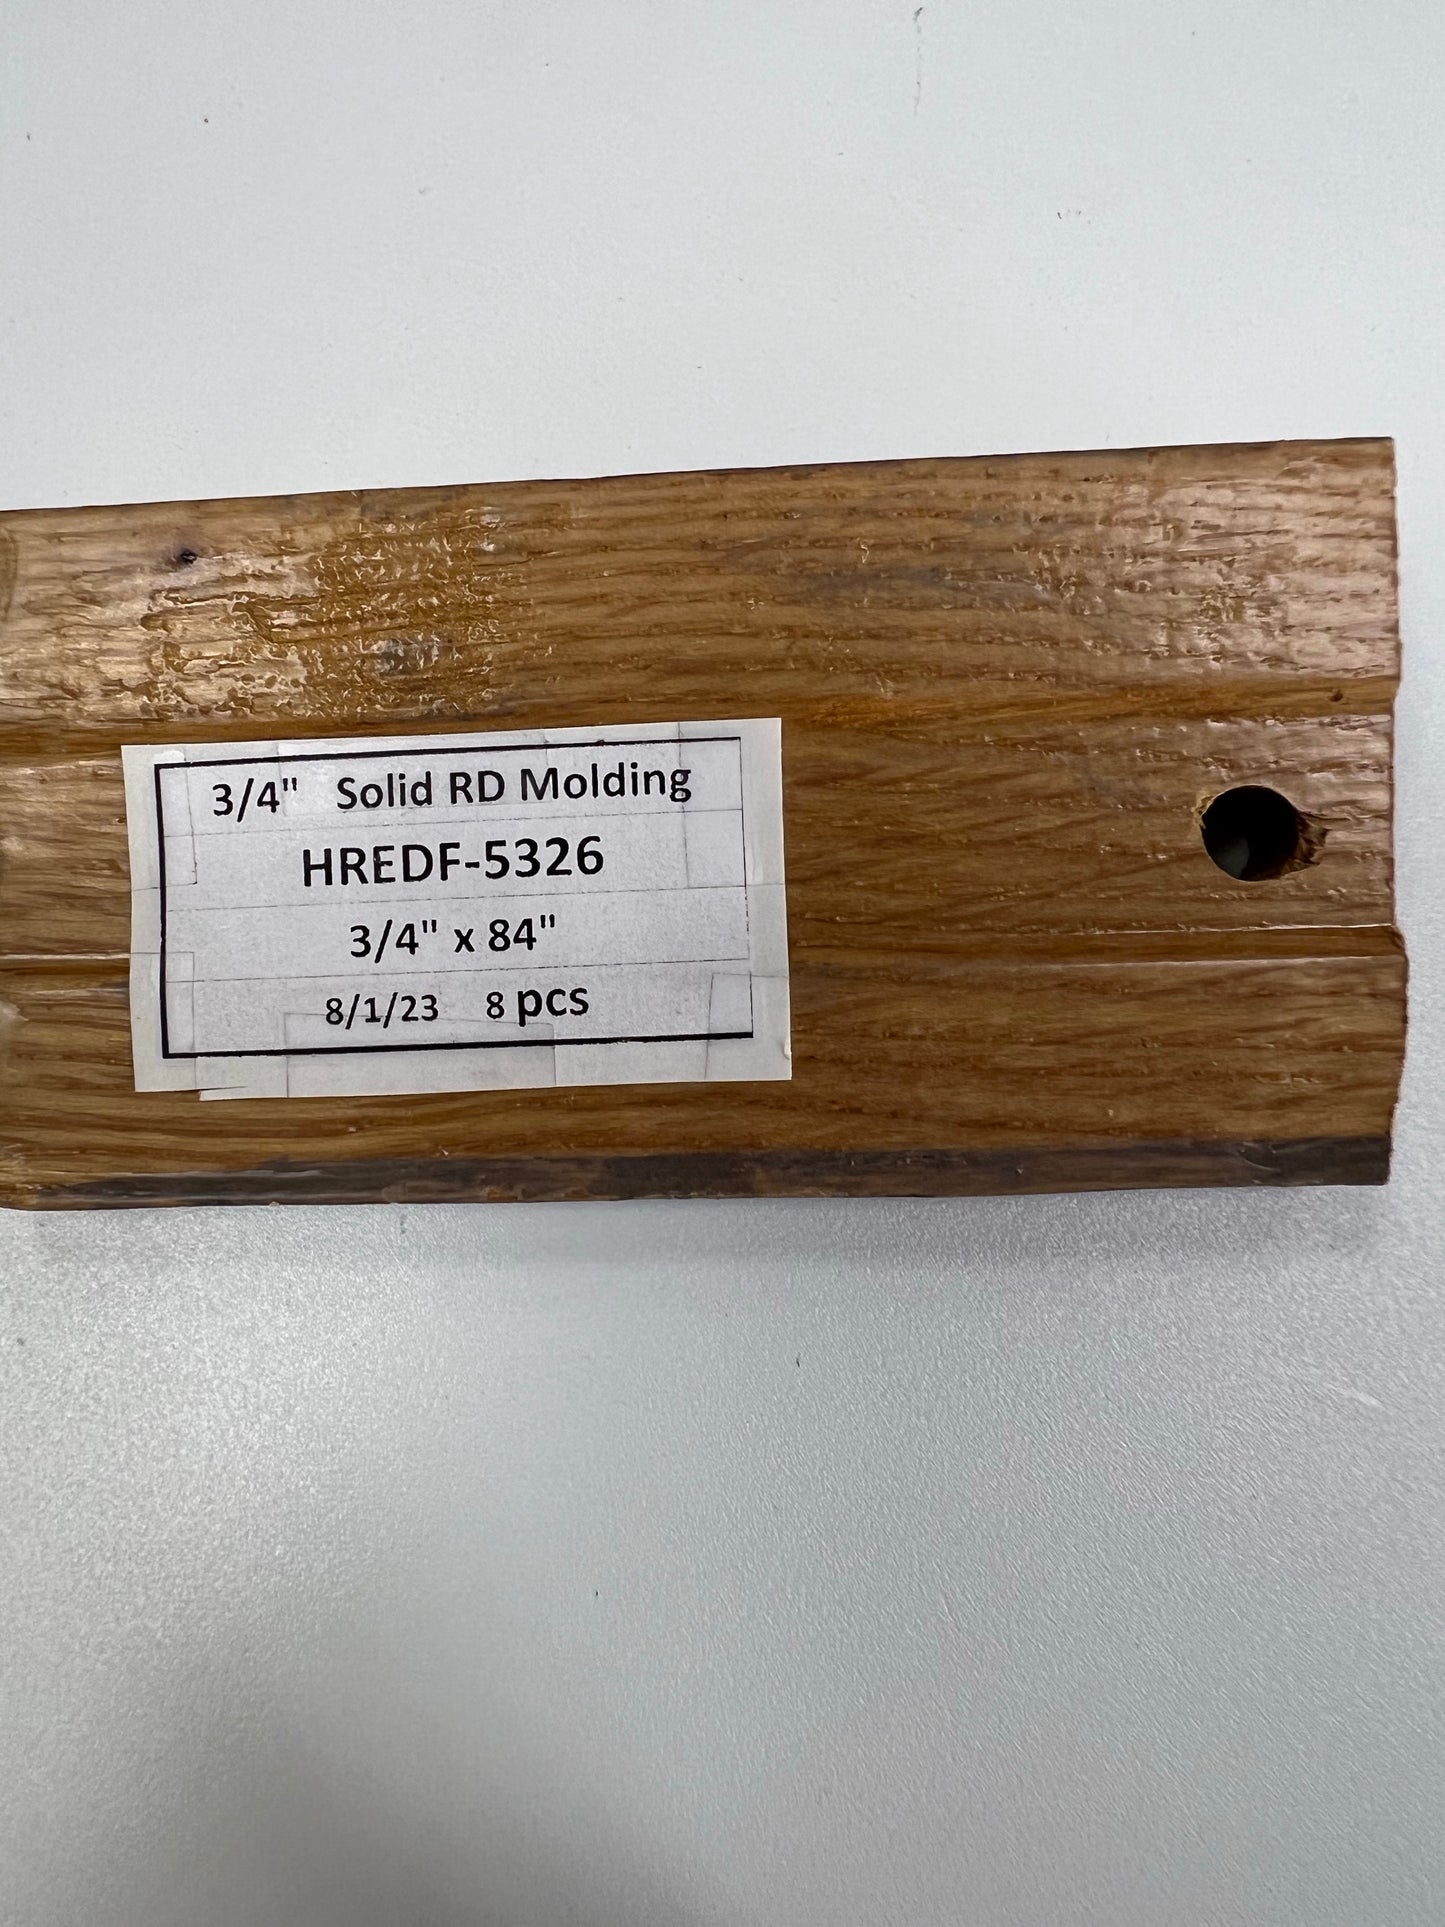 3/4" Solid RD Molding
HREDF-5326
3/4" x 84"
8/1/23 8 pcs